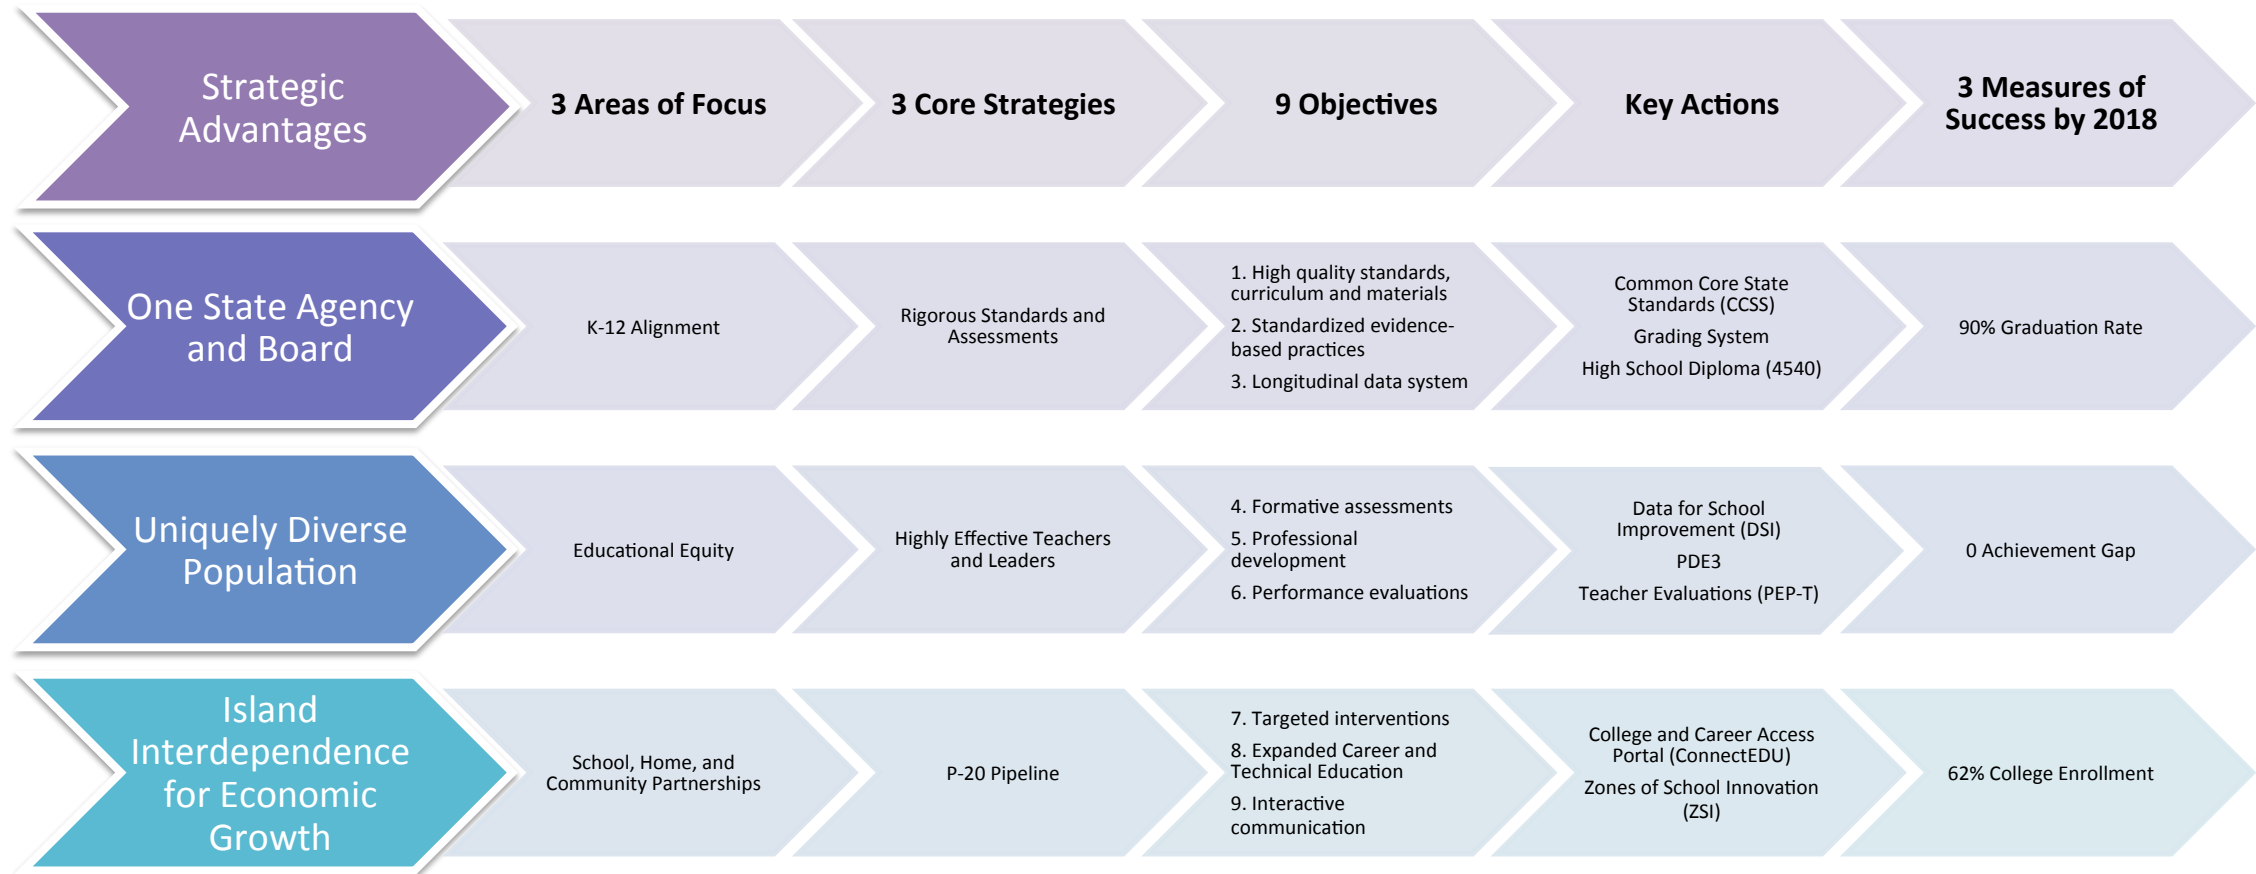 Strategic
Advantages
3 Areas of Focus
3 Core Strategies
9 Objectives
Key Actions
3 Measures of
Success by 2018
One State Agency
and Board
K-12 Alignment
Rigorous Standards and
Assessments
1. High quality standards,
curriculum and materials
2. Standardized evidence-
based practices
3. Longitudinal data system
Common Core State
Standards (CCSS)
Grading System
High School Diploma (4540)
90% Graduation Rate
Uniquely Diverse
Population
Educational Equity
Highly Effective Teachers
and Leaders
4. Formative assessments
5. Professional
development
6. Performance evaluations
Data for School
Improvement (DSI)
PDE3
Teacher Evaluations (PEP-T)
0 Achievement Gap
Island
Interdependence
for Economic
Growth
School, Home, and
Community Partnerships
P-20 Pipeline
7. Targeted interventions
8. Expanded Career and
Technical Education
9. Interactive
communication
College and Career Access
Portal (ConnectEDU)
Zones of School Innovation
(ZSI)
62% College Enrollment